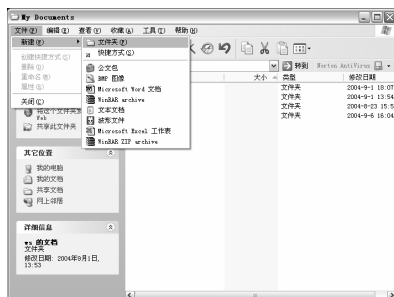 My Documents
文件(F) 编辑(E) 查看(V) 收藏(A) 工具(T) 帮助(H)
新建(W) 文件夹(F)
快捷方式(S)
创建快捷方式(S)
删除(D) 公文包
重命名(M) BMP 图像
属性(R) Microsoft Word 文档
WinRAR archive
关闭(C) 文本文档
波形文件
Web
共享此文件夹 Microsoft Excel 工作表
WinRAR ZIP archive
转到 Norton AntiVirus
大小 类型 修改日期
文件夹 2004-9-1 18:07
文件夹 2004-9-1 13:54
文件夹 2004-8-23 15:5
文件夹 2004-9-6 16:04
其它位置
我的电脑
我的文档
共享文档
网上邻居
详细信息
的文档
文件夹
修改日期: 2004年9月1日,
13:53